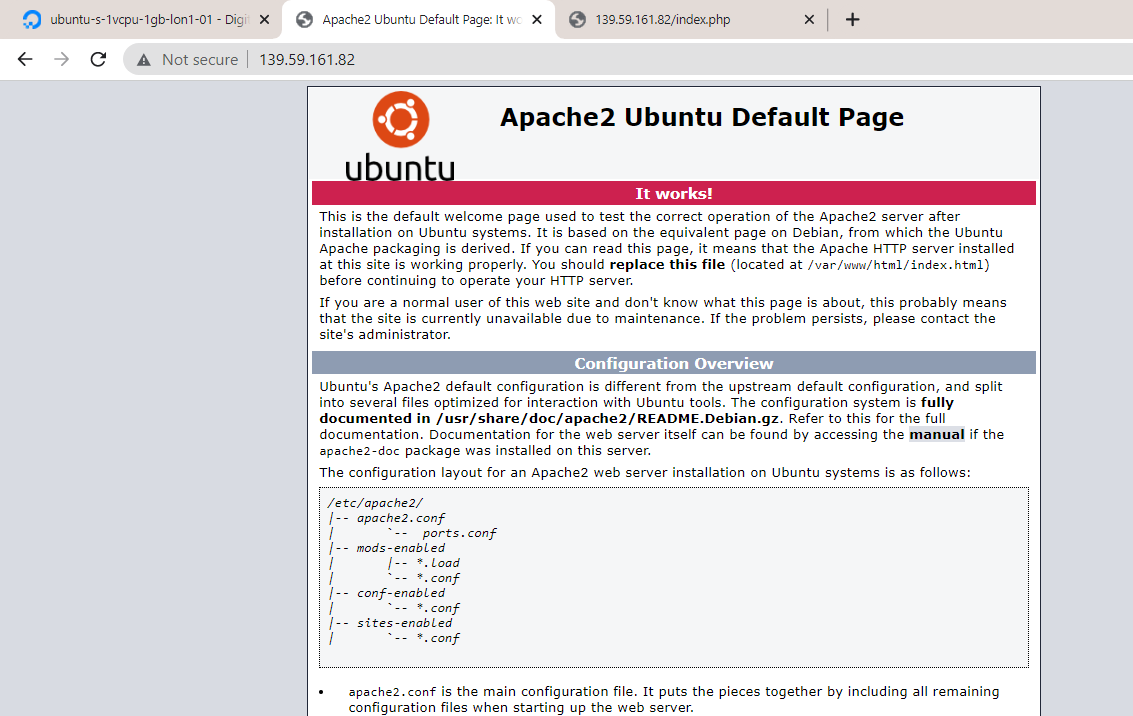 ubuntu-s-1vcpu-1gb-lon1-01 - Digi
Apache2 Ubuntu Default Page: It wo
139.59.161.82/index.php
Not secure
139.59.161.82
ubuntu
Apache2 Ubuntu Default Page
It works!
This is the default welcome page used to test the correct operation of the Apache2 server after
installation on Ubuntu systems. It is based on the equivalent page on Debian, from which the Ubuntu
Apache packaging is derived. If you can read this page, it means that the Apache HTTP server installed
at this site is working properly. You should replace this file (located at /var/www/html/index.html)
before continuing to operate your HTTP server.
If you are a normal user of this web site and don't know what this page is about, this probably means
that the site is currently unavailable due to maintenance. If the problem persists, please contact the
site's administrator.
Configuration Overview
Ubuntu's Apache2 default configuration is different from the upstream default configuration, and split
into several files optimized for interaction with Ubuntu tools. The configuration system is fully
documented in /usr/share/doc/apache2/README.Debian.gz. Refer to this for the full
documentation. Documentation for the web server itself can be found by accessing the manual if the
apache2-doc package was installed on this server.
The configuration layout for an Apache2 web server installation on Ubuntu systems is as follows:
/etc/apache2/
|-- apache2.conf
|       `--  ports.conf
|-- mods-enabled
|       |-- *.load
|       `-- *.conf
|-- conf-enabled
|       `-- *.conf
|-- sites-enabled
|       `-- *.conf
• apache2.conf is the main configuration file. It puts the pieces together by including all remaining
configuration files when starting up the web server.